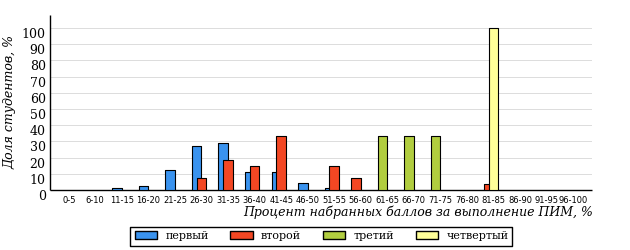 Доля студентов, %
100
90
80
70
60
50
40
30
20
10
0
0-5 6-10 11-15 16-20 21-25 26-30 31-35 36-40 41-45 46-50 51-55 56-60 61-65 66-70 71-75 76-80 81-85 86-90 91-95 96-100
Процент набранных баллов за выполнение ПИМ, %
первый второй третий четвертый